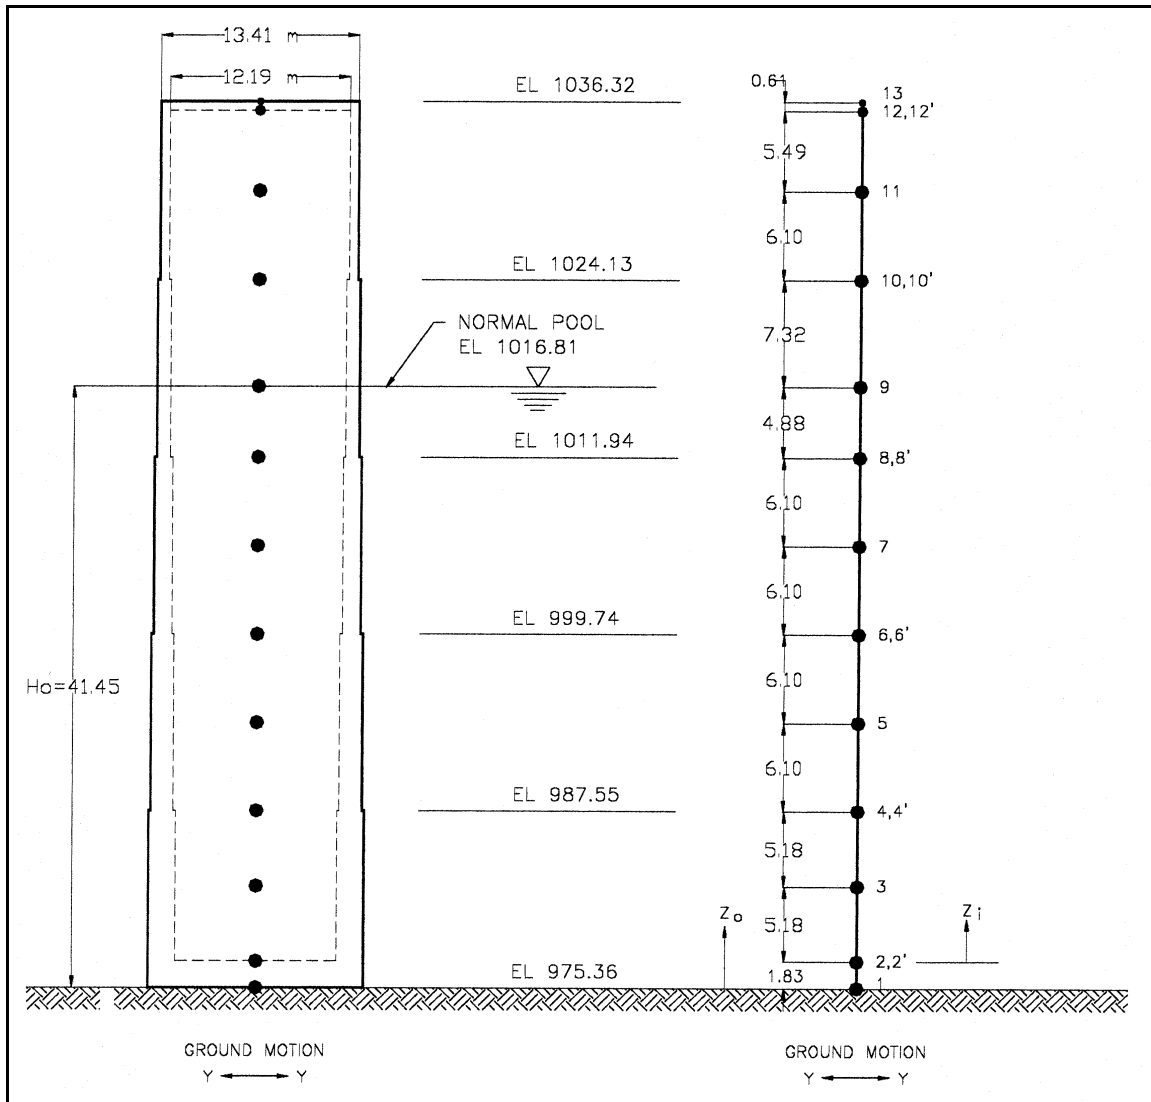 13.41 m
12.19 m
EL 1036.32
0.61
13
12,12'
5.49
11
6.10
EL 1024.13
10,10'
7.32
NORMAL POOL
EL 1016.81
9
4.88
EL 1011.94
8,8'
6.10
7
6.10
EL 999.74
6,6'
Ho=41.45
6.10
5
6.10
EL 987.55
4,4'
5.18
3
Zo
Zi
5.18
EL 975.36
2,2'
1.83
1
GROUND MOTION
Y Y
GROUND MOTION
Y Y